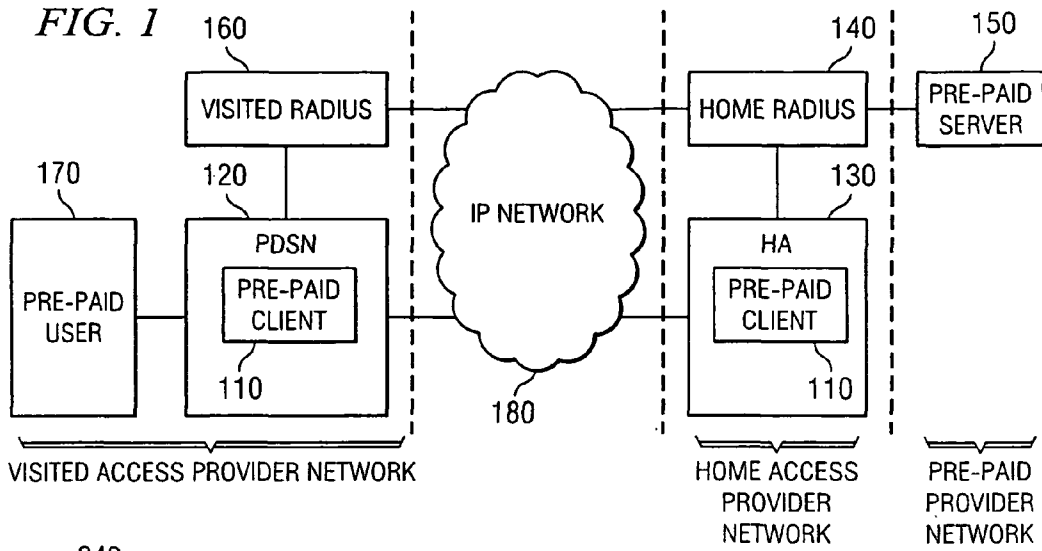 FIG. 1
160
140
150
VISITED RADIUS
HOME RADIUS
PRE-PAID
SERVER
170
120
130
IP NETWORK
PDSN
HA
PRE-PAID
USER
PRE-PAID
CLIENT
PRE-PAID
CLIENT
110
110
180
VISITED ACCESS PROVIDER NETWORK
HOME ACCESS
PROVIDER
NETWORK
PRE-PAID
PROVIDER
NETWORK